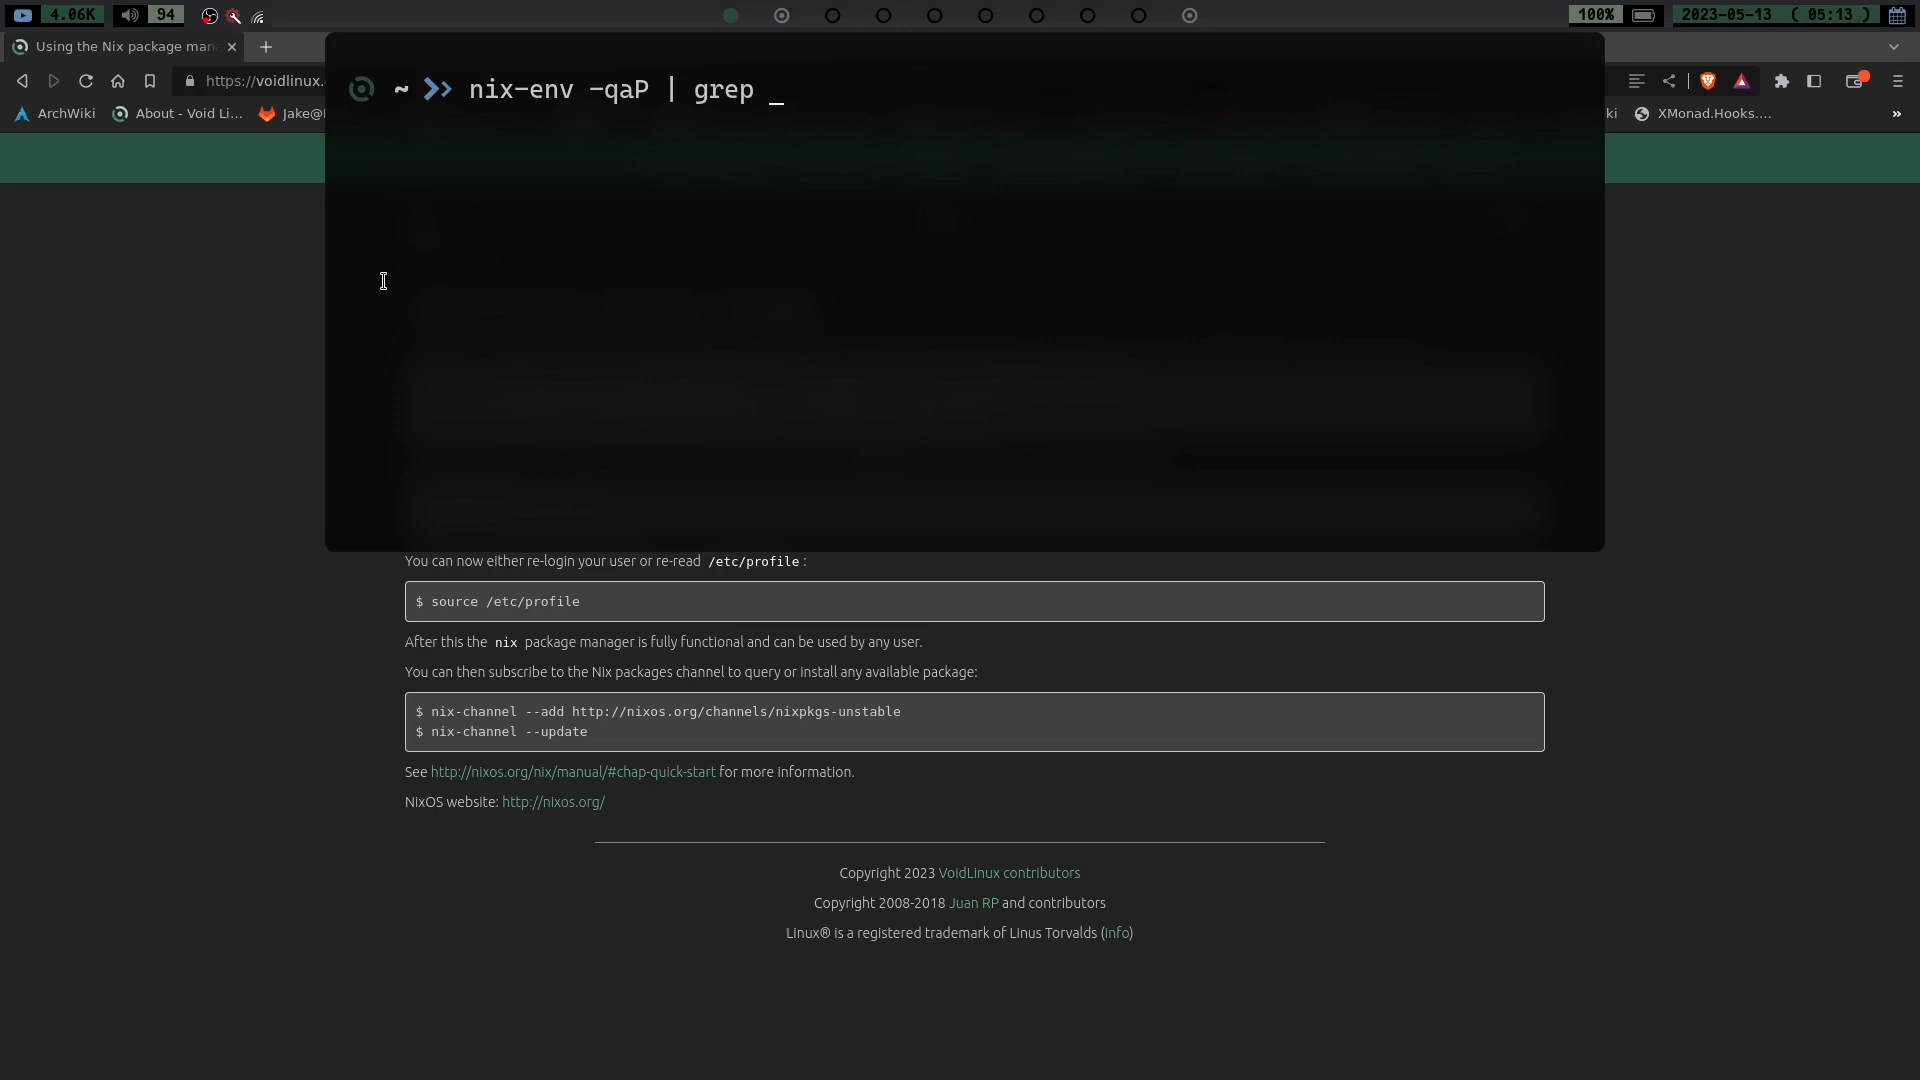 4.06K 94 100% 2023-05-13 ( 05:13 )
Using the Nix package man
https://voidlinux.
ArchWiki About - Void Li... Jake@ ki XMonad.Hooks.... »
~ >> nix-env -qaP | grep _
You can now either re-login your user or re-read /etc/profile :
$ source /etc/profile
After this the nix package manager is fully functional and can be used by any user.
You can then subscribe to the Nix packages channel to query or install any available package:
$ nix-channel --add http://nixos.org/channels/nixpkgs-unstable
$ nix-channel --update
See http://nixos.org/nix/manual/#chap-quick-start for more information.
NixOS website: http://nixos.org/
Copyright 2023 VoidLinux contributors
Copyright 2008-2018 Juan RP and contributors
Linux® is a registered trademark of Linus Torvalds (info)